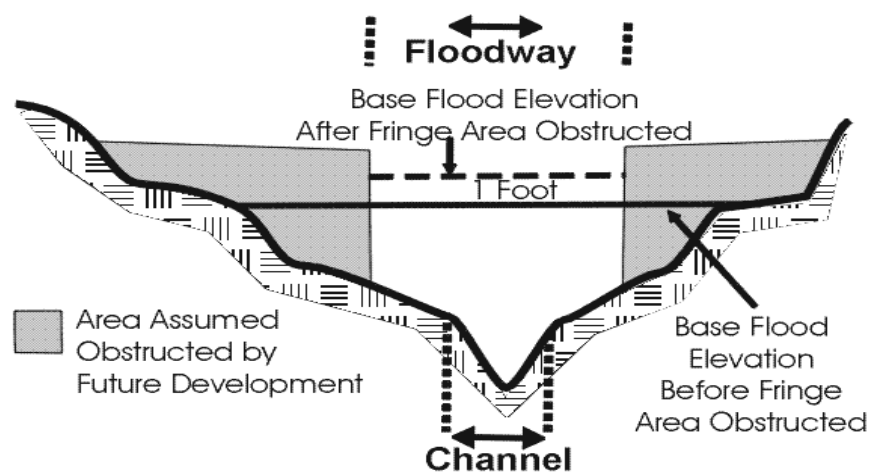 Floodway
Base Flood Elevation
After Fringe Area Obstructed
1 Foot
Area Assumed
Obstructed by
Future Development
Base Flood
Elevation
Before Fringe
Area Obstructed
Channel